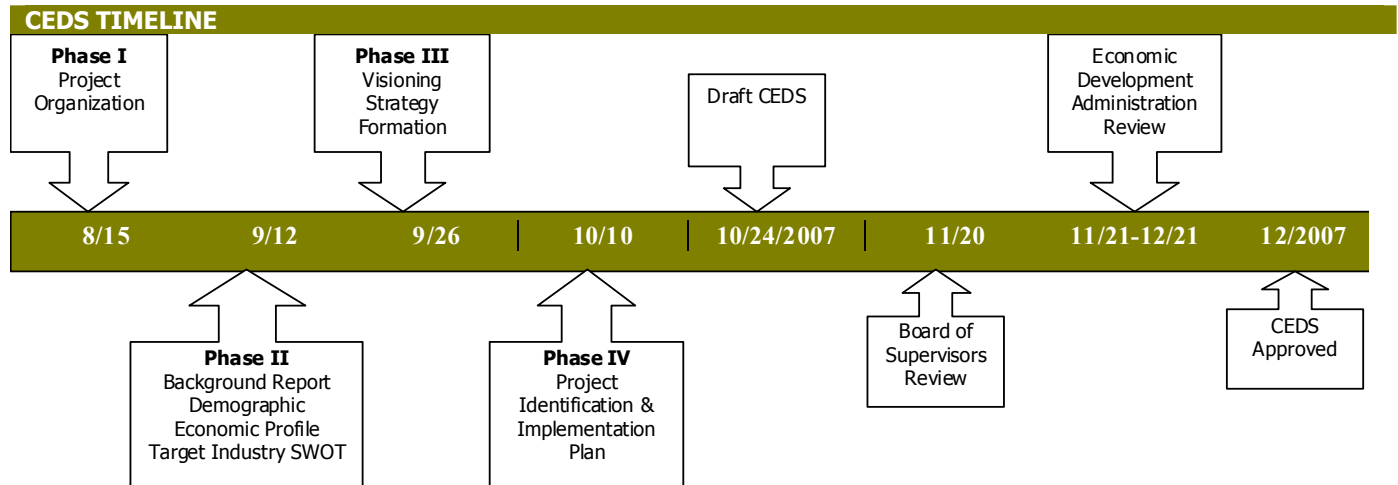 CEDS TIMELINE
Phase I
Project
Organization
Phase III
Visioning
Strategy
Formation
Draft CEDS
Economic
Development
Administration
Review
8/15 9/12 9/26 10/10 10/24/2007 11/20 11/21-12/21 12/2007
Phase II
Background Report
Demographic
Economic Profile
Target Industry SWOT
Phase IV
Project
Identification &
Implementation
Plan
Board of
Supervisors
Review
CEDS
Approved